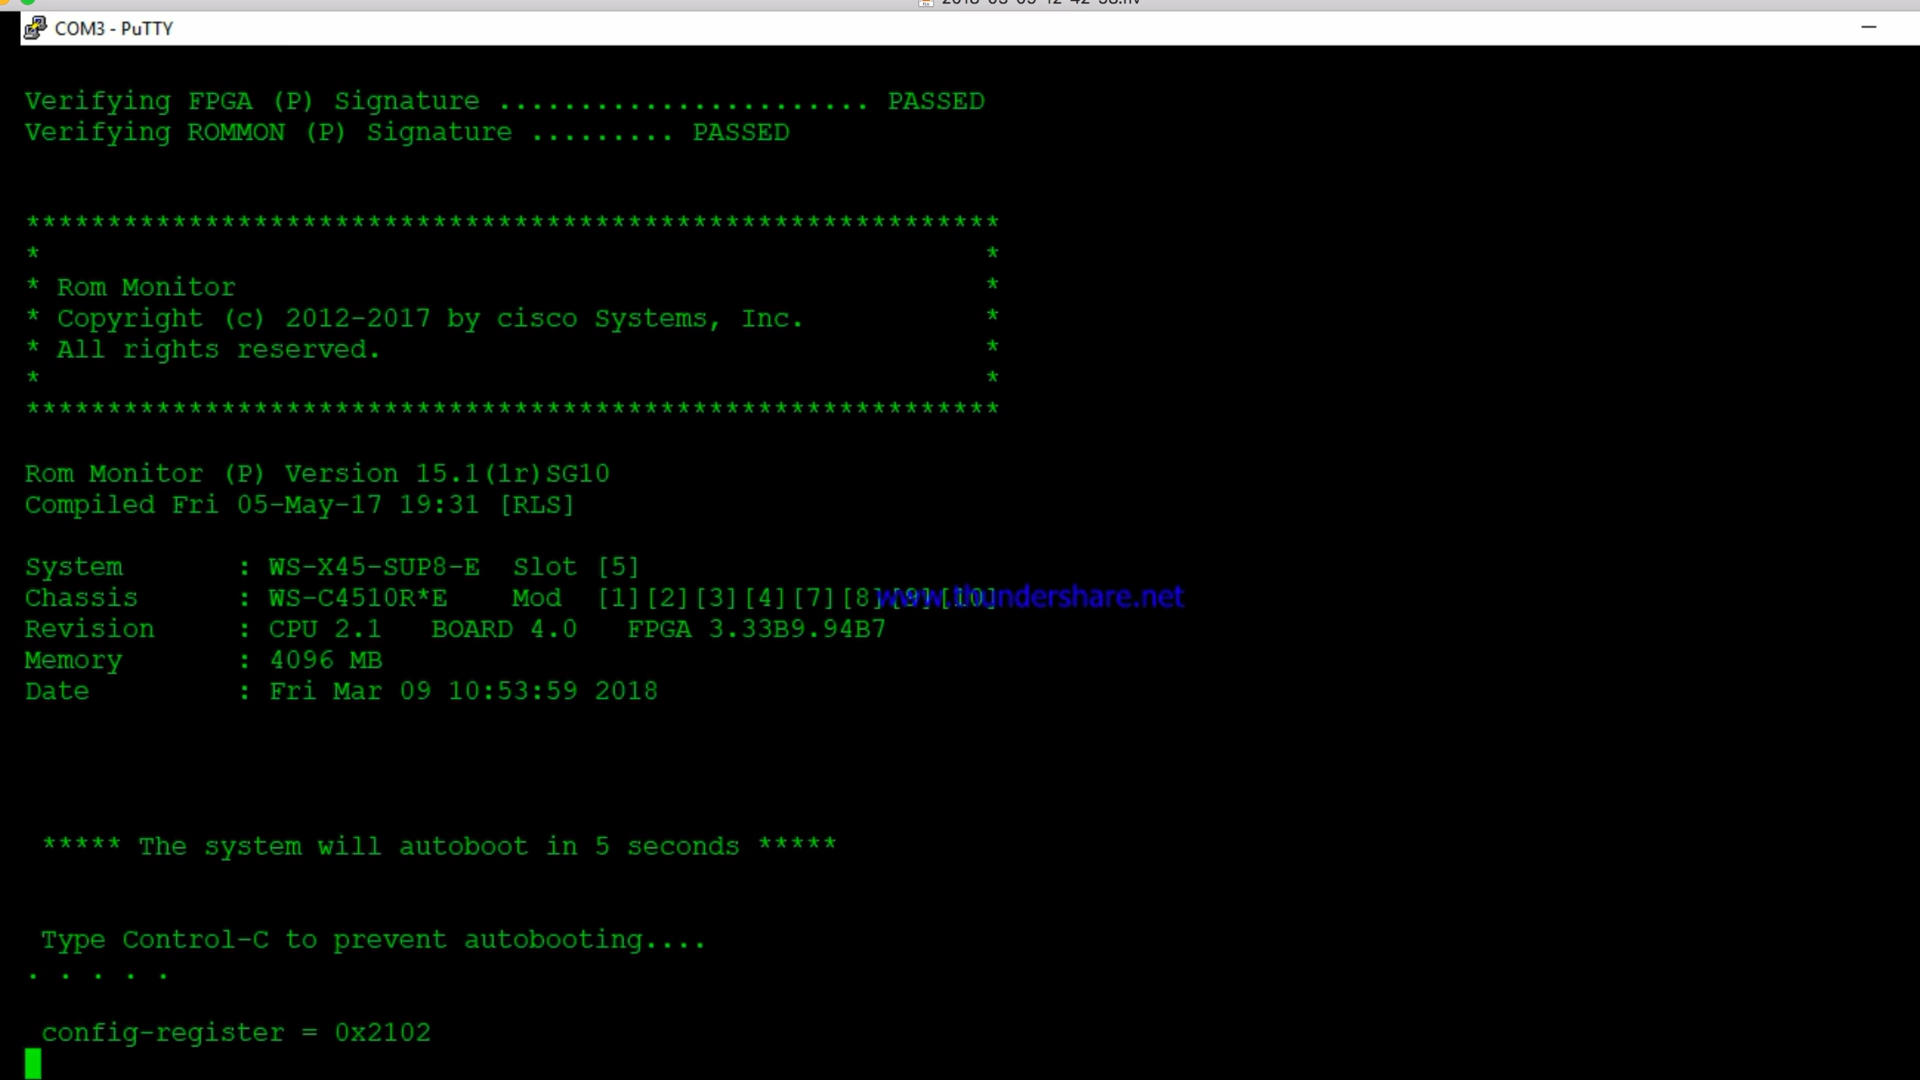 COM3 - PuTTY
Verifying FPGA (P) Signature ....................... PASSED
Verifying ROMMON (P) Signature ......... PASSED
************************************************************
* *
* Rom Monitor *
* Copyright (c) 2012-2017 by cisco Systems, Inc. *
* All rights reserved. *
* *
************************************************************
Rom Monitor (P) Version 15.1(1r)SG10
Compiled Fri 05-May-17 19:31 [RLS]
System : WS-X45-SUP8-E Slot [5]
Chassis : WS-C4510R*E Mod [1][2][3][4][7][8][9][10]
www.thundershare.net
Revision : CPU 2.1 BOARD 4.0 FPGA 3.33B9.94B7
Memory : 4096 MB
Date : Fri Mar 09 10:53:59 2018
***** The system will autoboot in 5 seconds *****
Type Control-C to prevent autobooting....
. . . . .
config-register = 0x2102